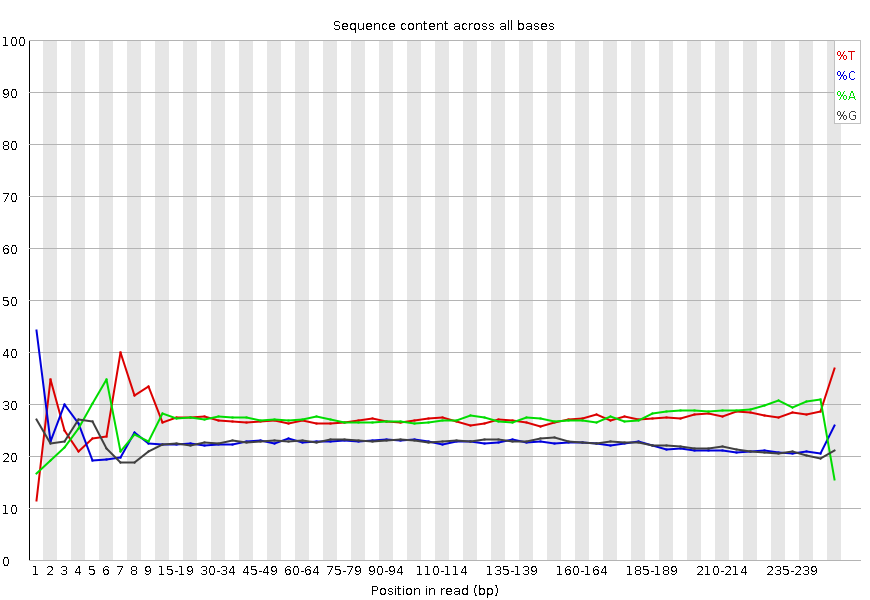 Sequence content across all bases
%T
%C
%A
%G
100
90
80
70
60
50
40
30
20
10
0
1 2 3 4 5 6 7 8 9 15-19 30-34 45-49 60-64 75-79 90-94 110-114 135-139 160-164 185-189 210-214 235-239
Position in read (bp)